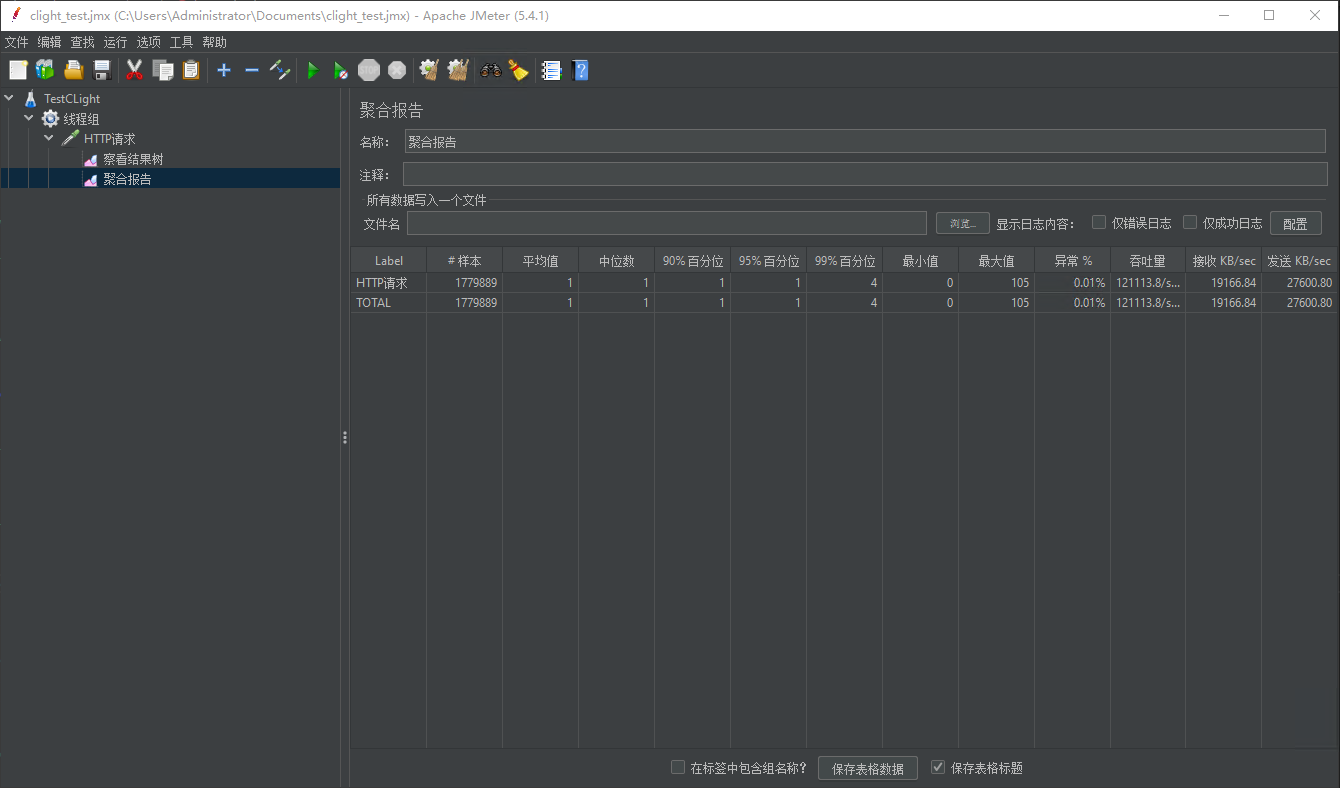 clight_test.jmx (C:\Users\Administrator\Documents\clight_test.jmx) - Apache JMeter (5.4.1)
文件 编辑 查找 运行 选项 工具 帮助
STOP
TestCLight
线程组
HTTP请求
察看结果树
聚合报告
聚合报告
名称： 聚合报告
注释：
所有数据写入一个文件
文件名 浏览... 显示日志内容： 仅错误日志 仅成功日志 配置
Label # 样本 平均值 中位数 90% 百分位 95% 百分位 99% 百分位 最小值 最大值 异常 % 吞吐量 接收 KB/sec 发送 KB/sec
HTTP请求 1779889 1 1 1 1 4 0 105 0.01% 121113.8/s... 19166.84 27600.80
TOTAL 1779889 1 1 1 1 4 0 105 0.01% 121113.8/s... 19166.84 27600.80
在标签中包含组名称? 保存表格数据 保存表格标题